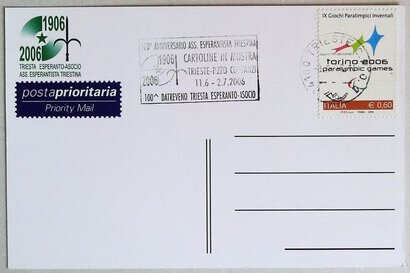 1906
2006
TRIESTA ESPERANTO-ASOCIO
ASS. ESPERANTISTA TRIESTINA
postaprioritaria
Priority Mail
100° ANNIVERSARIO ASS. ESPERANTISTA TRIESTINA
1906
2006
CARTOLINE IN MOSTRA
TRIESTE-P.ZZO COSTANZI
11.6 - 2.7.2006
100^ DATREVENO TRIESTA ESPERANTO-ASOCIO
IX Giochi Paralimpici Invernali
torino 2006
paralympic games
ITALIA € 0,60